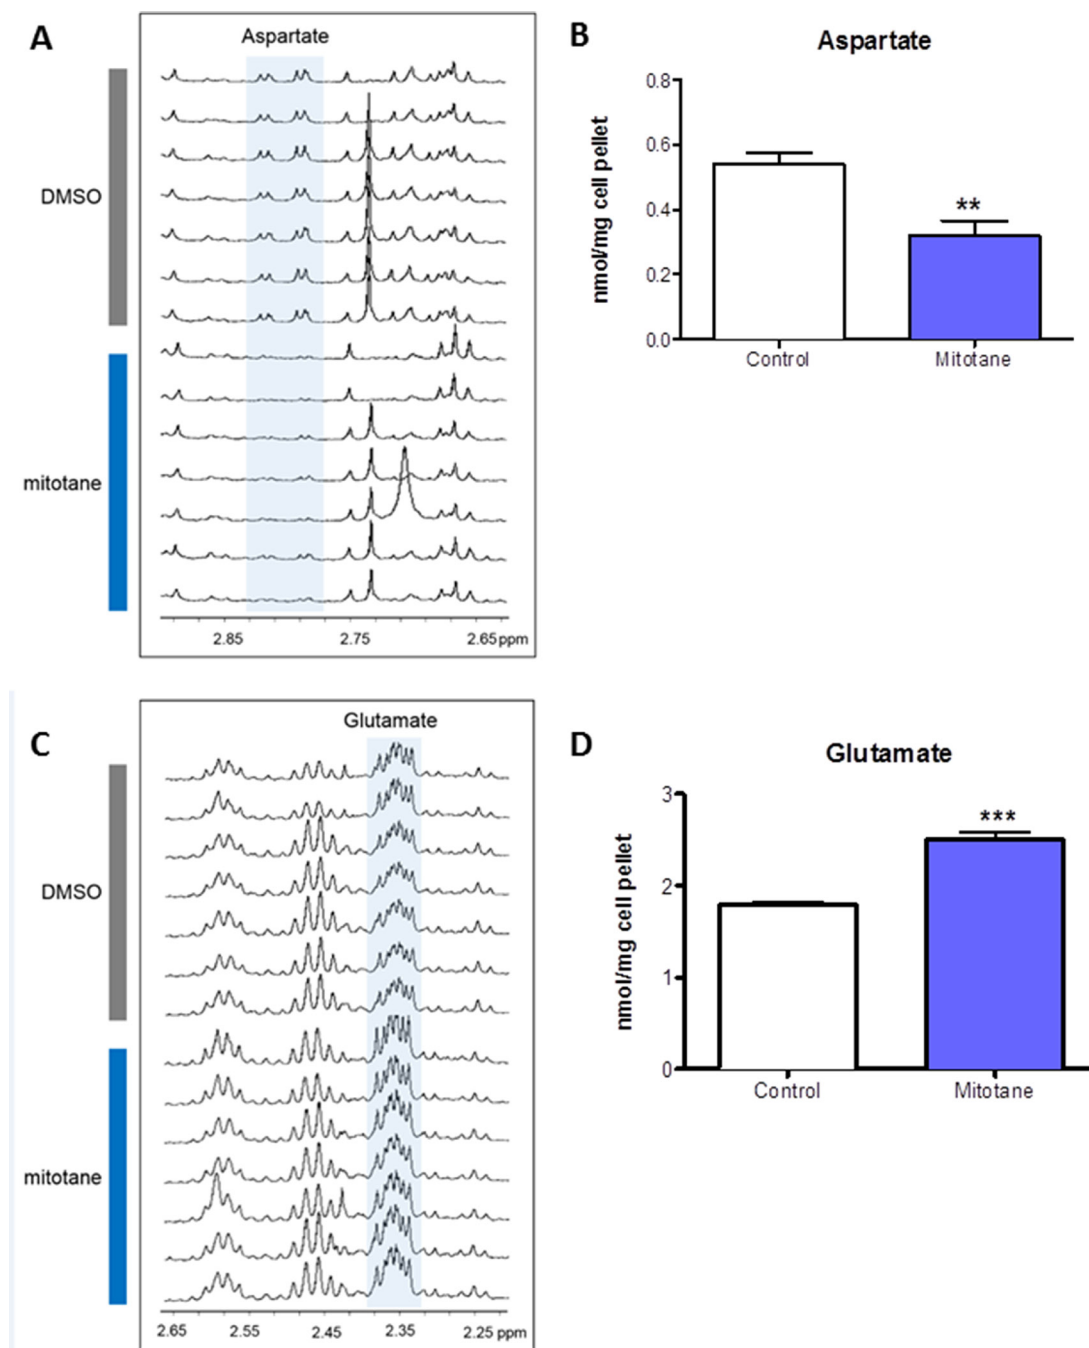 A
Aspartate
DMSO
mitotane
2.85 2.75 2.65 ppm
B
Aspartate
nmol/mg cell pellet
0.8
0.6
0.4
0.2
0.0
**
Control Mitotane
C
Glutamate
DMSO
mitotane
2.65 2.55 2.45 2.35 2.25 ppm
D
Glutamate
nmol/mg cell pellet
3
2
1
0
***
Control Mitotane